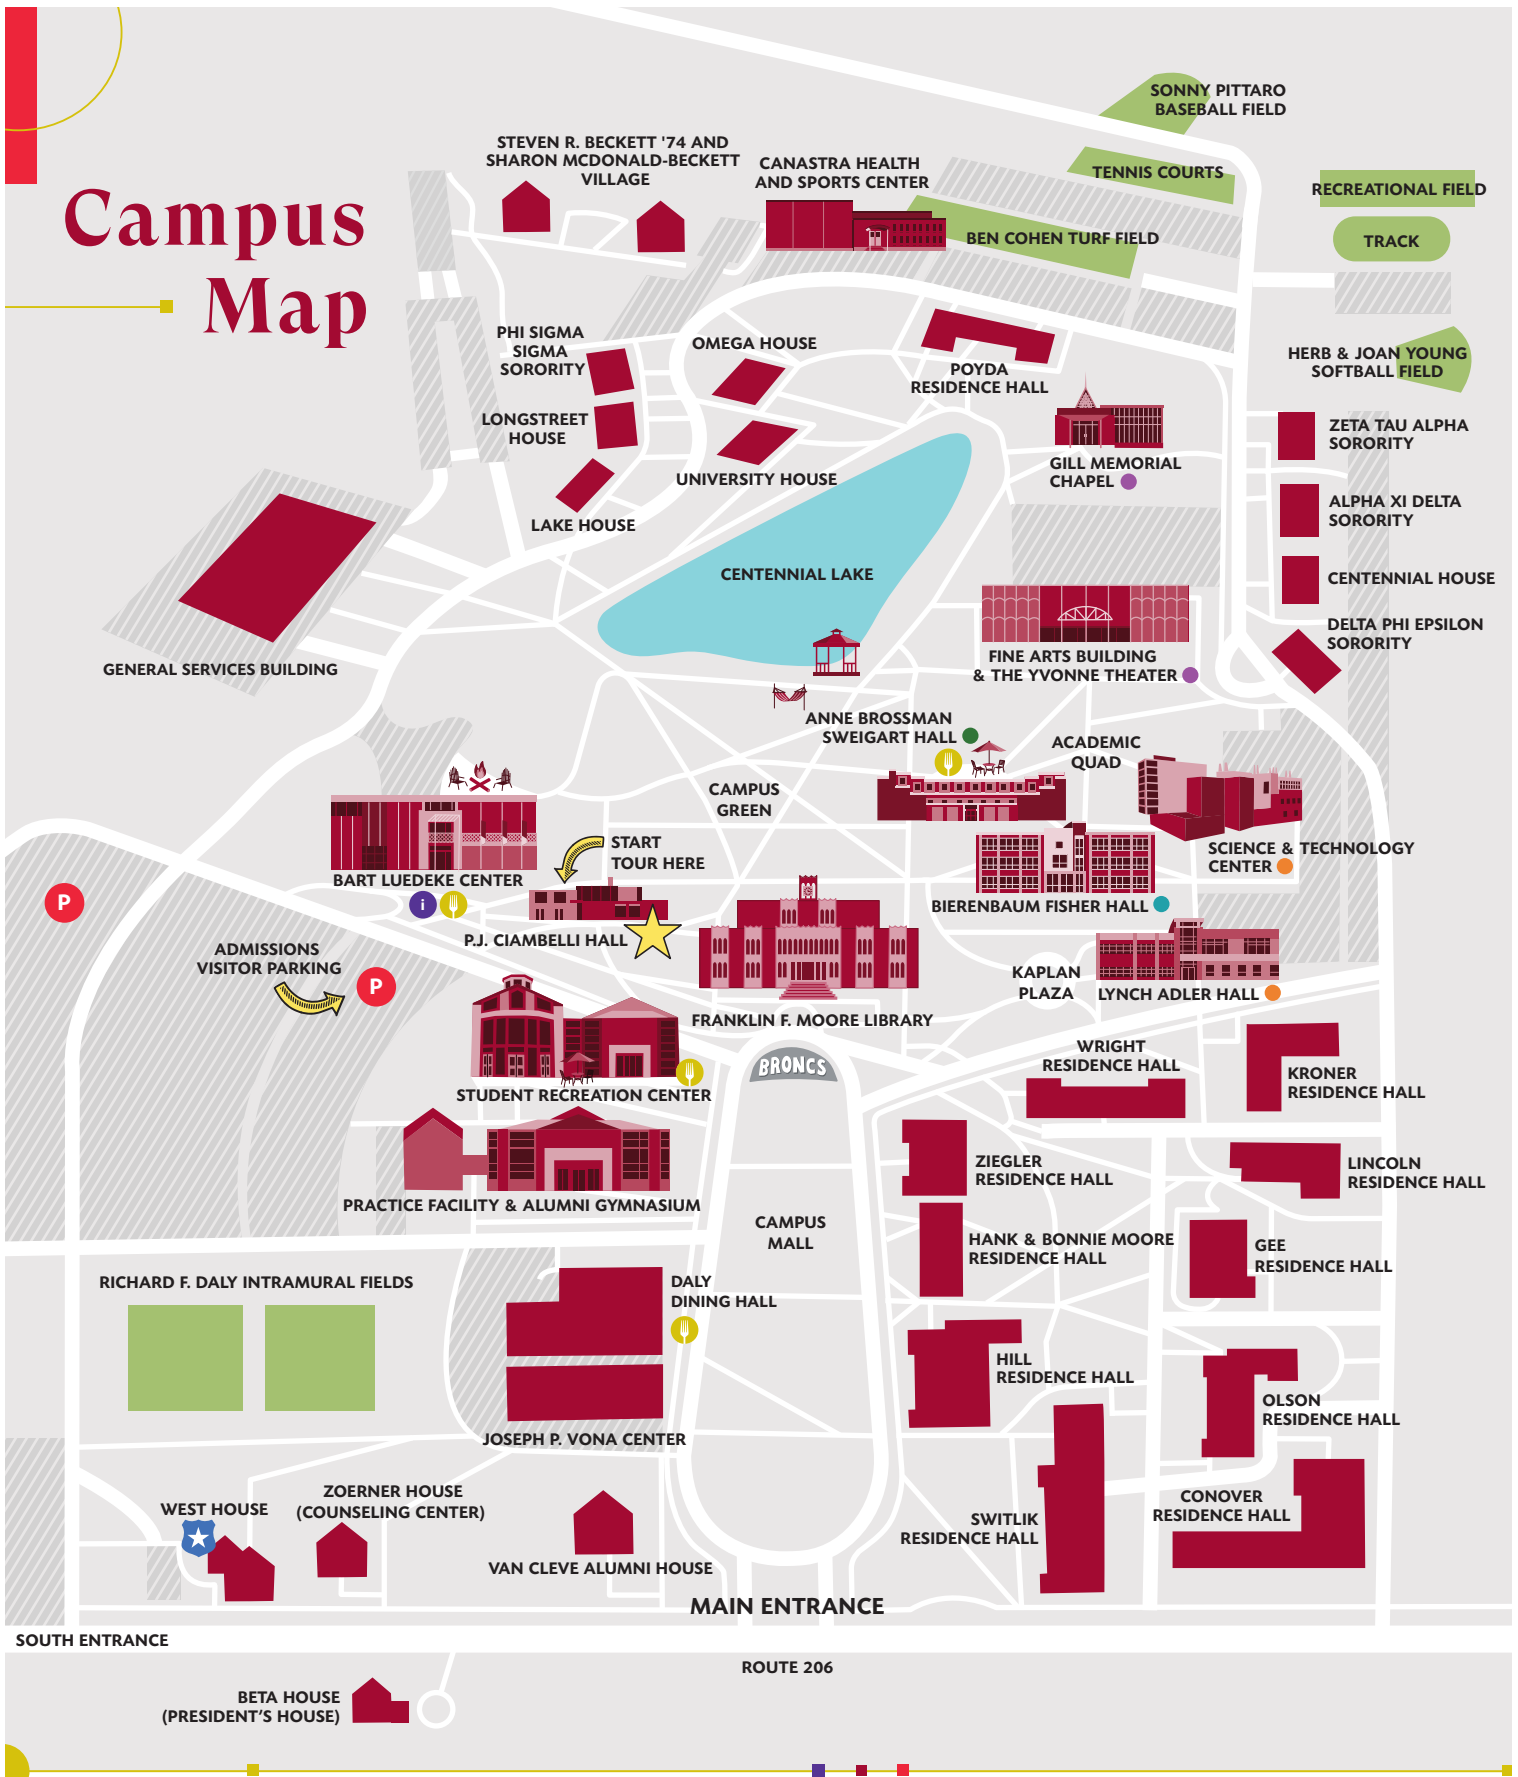 Campus
Map
SONNY PITTARO
BASEBALL FIELD
STEVEN R. BECKETT '74 AND
SHARON MCDONALD-BECKETT
VILLAGE
CANASTRA HEALTH
AND SPORTS CENTER
TENNIS COURTS
RECREATIONAL FIELD
BEN COHEN TURF FIELD
TRACK
PHI SIGMA
SIGMA
SORORITY
OMEGA HOUSE
POYDA
RESIDENCE HALL
HERB & JOAN YOUNG
SOFTBALL FIELD
LONGSTREET
HOUSE
ZETA TAU ALPHA
SORORITY
UNIVERSITY HOUSE
GILL MEMORIAL
CHAPEL
LAKE HOUSE
ALPHA XI DELTA
SORORITY
CENTENNIAL LAKE
CENTENNIAL HOUSE
DELTA PHI EPSILON
SORORITY
GENERAL SERVICES BUILDING
FINE ARTS BUILDING
& THE YVONNE THEATER
ANNE BROSSMAN
SWEIGART HALL
ACADEMIC
QUAD
CAMPUS
GREEN
START
TOUR HERE
SCIENCE & TECHNOLOGY
CENTER
BART LUEDEKE CENTER
i
P
BIERENBAUM FISHER HALL
P.J. CIAMBELLI HALL
ADMISSIONS
VISITOR PARKING
P
KAPLAN
PLAZA
LYNCH ADLER HALL
FRANKLIN F. MOORE LIBRARY
WRIGHT
RESIDENCE HALL
BRONCS
KRONER
RESIDENCE HALL
STUDENT RECREATION CENTER
ZIEGLER
RESIDENCE HALL
LINCOLN
RESIDENCE HALL
PRACTICE FACILITY & ALUMNI GYMNASIUM
CAMPUS
MALL
HANK & BONNIE MOORE
RESIDENCE HALL
GEE
RESIDENCE HALL
RICHARD F. DALY INTRAMURAL FIELDS
DALY
DINING HALL
HILL
RESIDENCE HALL
OLSON
RESIDENCE HALL
JOSEPH P. VONA CENTER
WEST HOUSE
ZOERNER HOUSE
(COUNSELING CENTER)
CONOVER
RESIDENCE HALL
SWITLIK
RESIDENCE HALL
VAN CLEVE ALUMNI HOUSE
MAIN ENTRANCE
SOUTH ENTRANCE
ROUTE 206
BETA HOUSE
(PRESIDENT'S HOUSE)